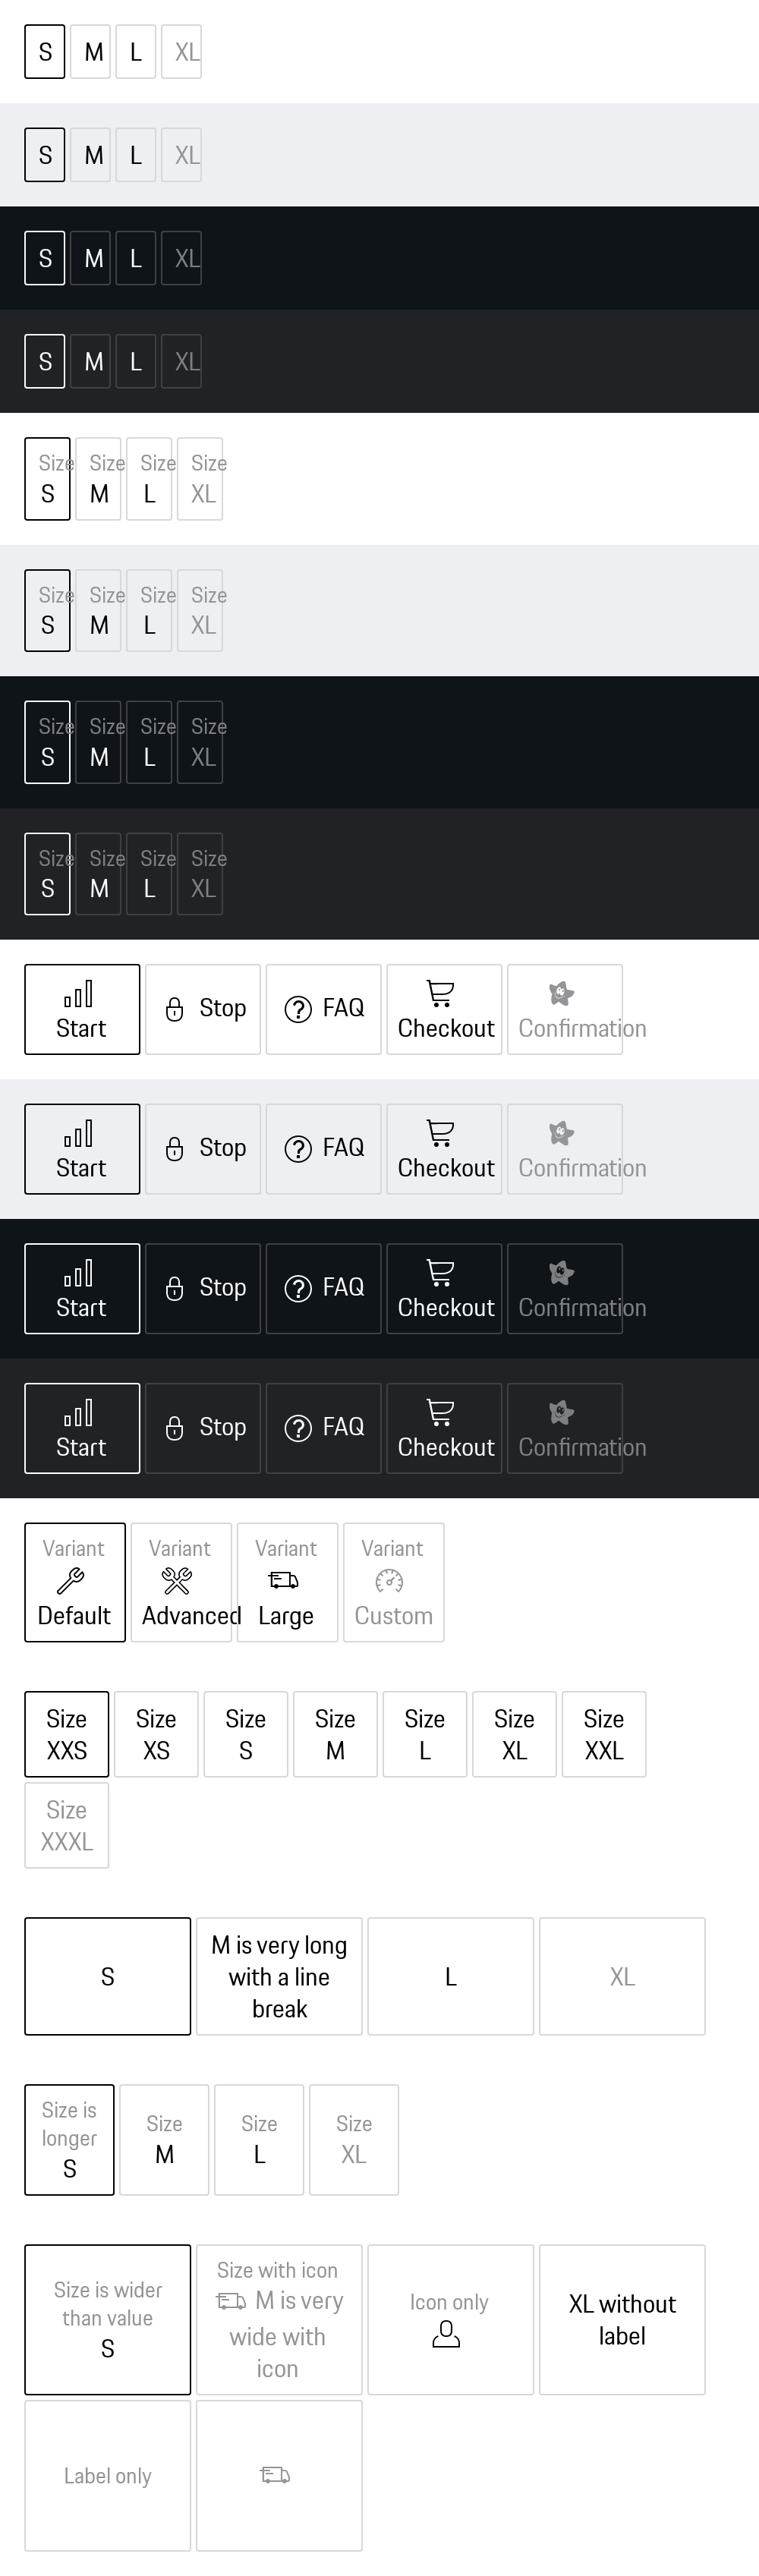 S M L XL
S M L XL
S M L XL
S M L XL
Size Size Size Size
S M L XL
Size Size Size Size
S M L XL
Size Size Size Size
S M L XL
Size Size Size Size
S M L XL
Start Stop FAQ Checkout Confirmation
Start Stop FAQ Checkout Confirmation
Start Stop FAQ Checkout Confirmation
Start Stop FAQ Checkout Confirmation
Variant Variant Variant Variant
Default Advanced Large Custom
Size Size Size Size Size Size Size
XXS XS S M L XL XXL
Size
XXXL
S
M is very long
with a line
break
L
XL
Size is
longer
S
Size
M
Size
L
Size
XL
Size is wider
than value
S
Size with icon
M is very
wide with
icon
Icon only
XL without
label
Label only